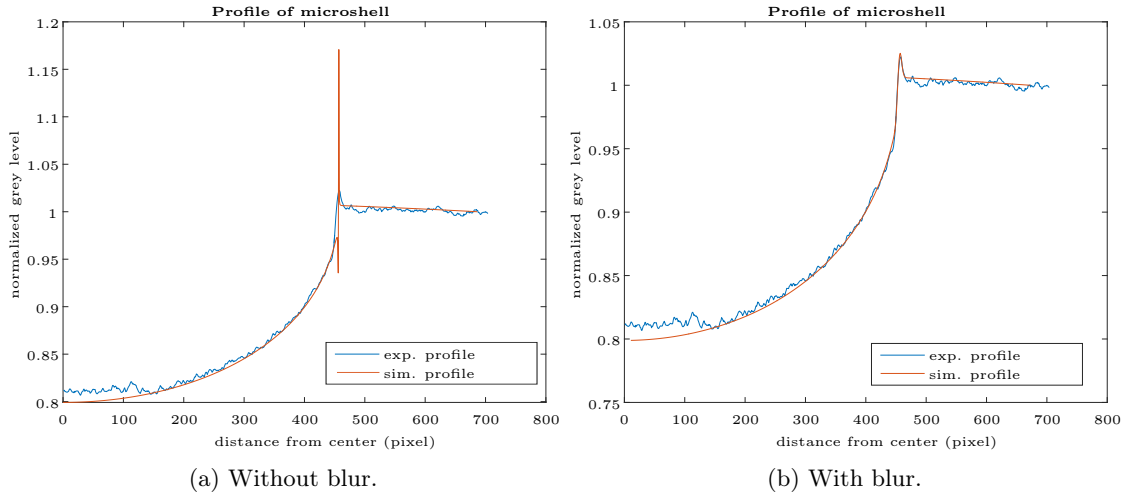 Profile of microshell
1.2
1.15
1.1
1.05
1
0.95
0.9
0.85
0.8
normalized grey level
0 100 200 300 400 500 600 700 800
distance from center (pixel)
exp. profile
sim. profile
(a) Without blur.
Profile of microshell
1.05
1
0.95
0.9
0.85
0.8
0.75
normalized grey level
0 100 200 300 400 500 600 700 800
distance from center (pixel)
exp. profile
sim. profile
(b) With blur.